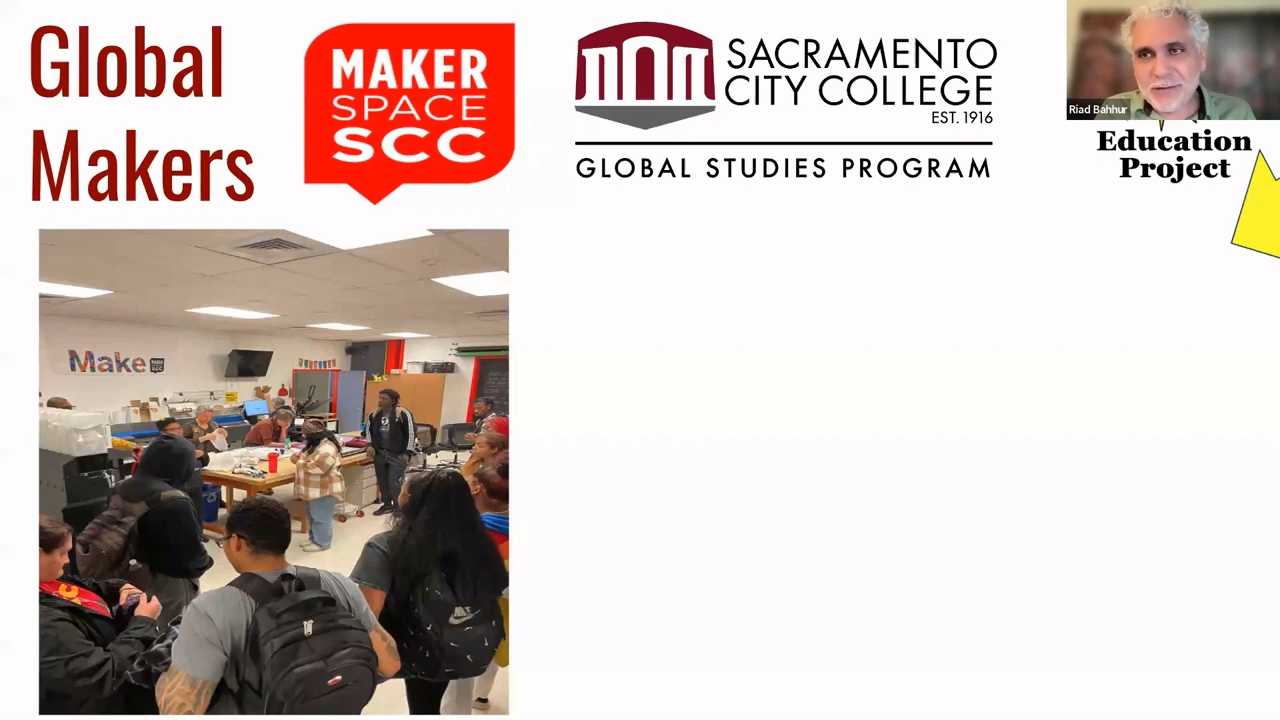 Global
Makers
MAKER
SPACE
SCC
SACRAMENTO
CITY COLLEGE
EST. 1916
GLOBAL STUDIES PROGRAM
Riad Bahhur
Education
Project
Make